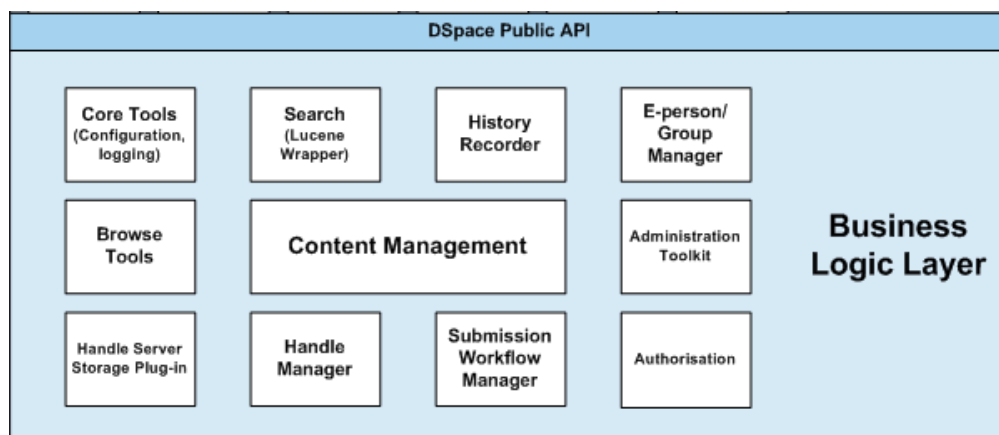 DSpace Public API
Core Tools
(Configuration,
logging)
Search
(Lucene
Wrapper)
History
Recorder
E-person/
Group
Manager
Browse
Tools
Content Management
Administration
Toolkit
Business
Logic Layer
Handle Server
Storage Plug-in
Handle
Manager
Submission
Workflow
Manager
Authorisation